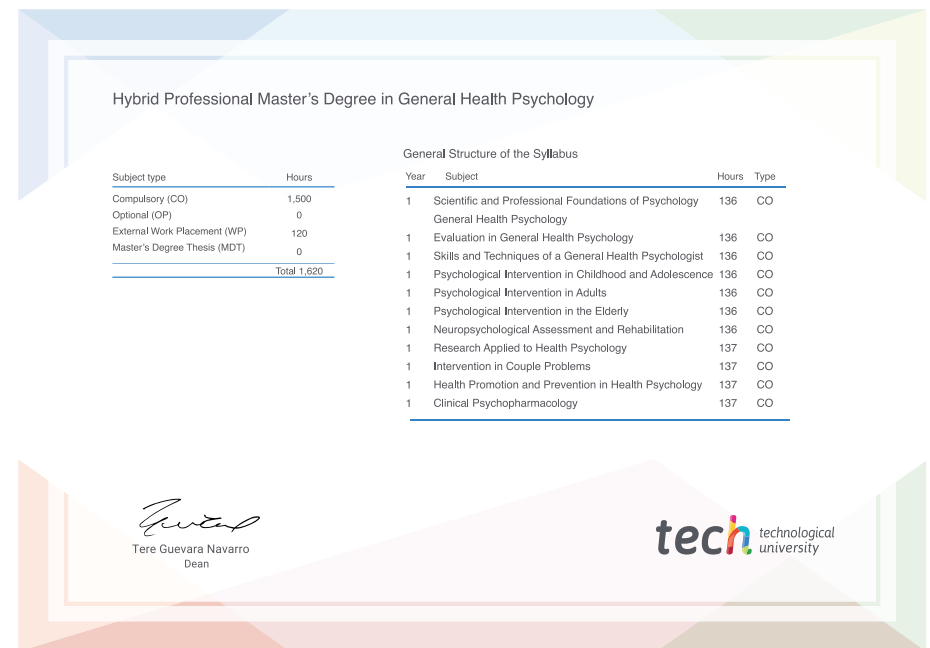 Hybrid Professional Master's Degree in General Health Psychology
General Structure of the Syllabus
Subject type Hours
Compulsory (CO) 1,500
Optional (OP) 0
External Work Placement (WP) 120
Master's Degree Thesis (MDT) 0
Total 1,620
Year Subject Hours Type
1 Scientific and Professional Foundations of Psychology 136 CO
General Health Psychology
1 Evaluation in General Health Psychology 136 CO
1 Skills and Techniques of a General Health Psychologist 136 CO
1 Psychological Intervention in Childhood and Adolescence 136 CO
1 Psychological Intervention in Adults 136 CO
1 Psychological Intervention in the Elderly 136 CO
1 Neuropsychological Assessment and Rehabilitation 136 CO
1 Research Applied to Health Psychology 137 CO
1 Intervention in Couple Problems 137 CO
1 Health Promotion and Prevention in Health Psychology 137 CO
1 Clinical Psychopharmacology 137 CO
Tere Guevara Navarro
Dean
tech technological
university